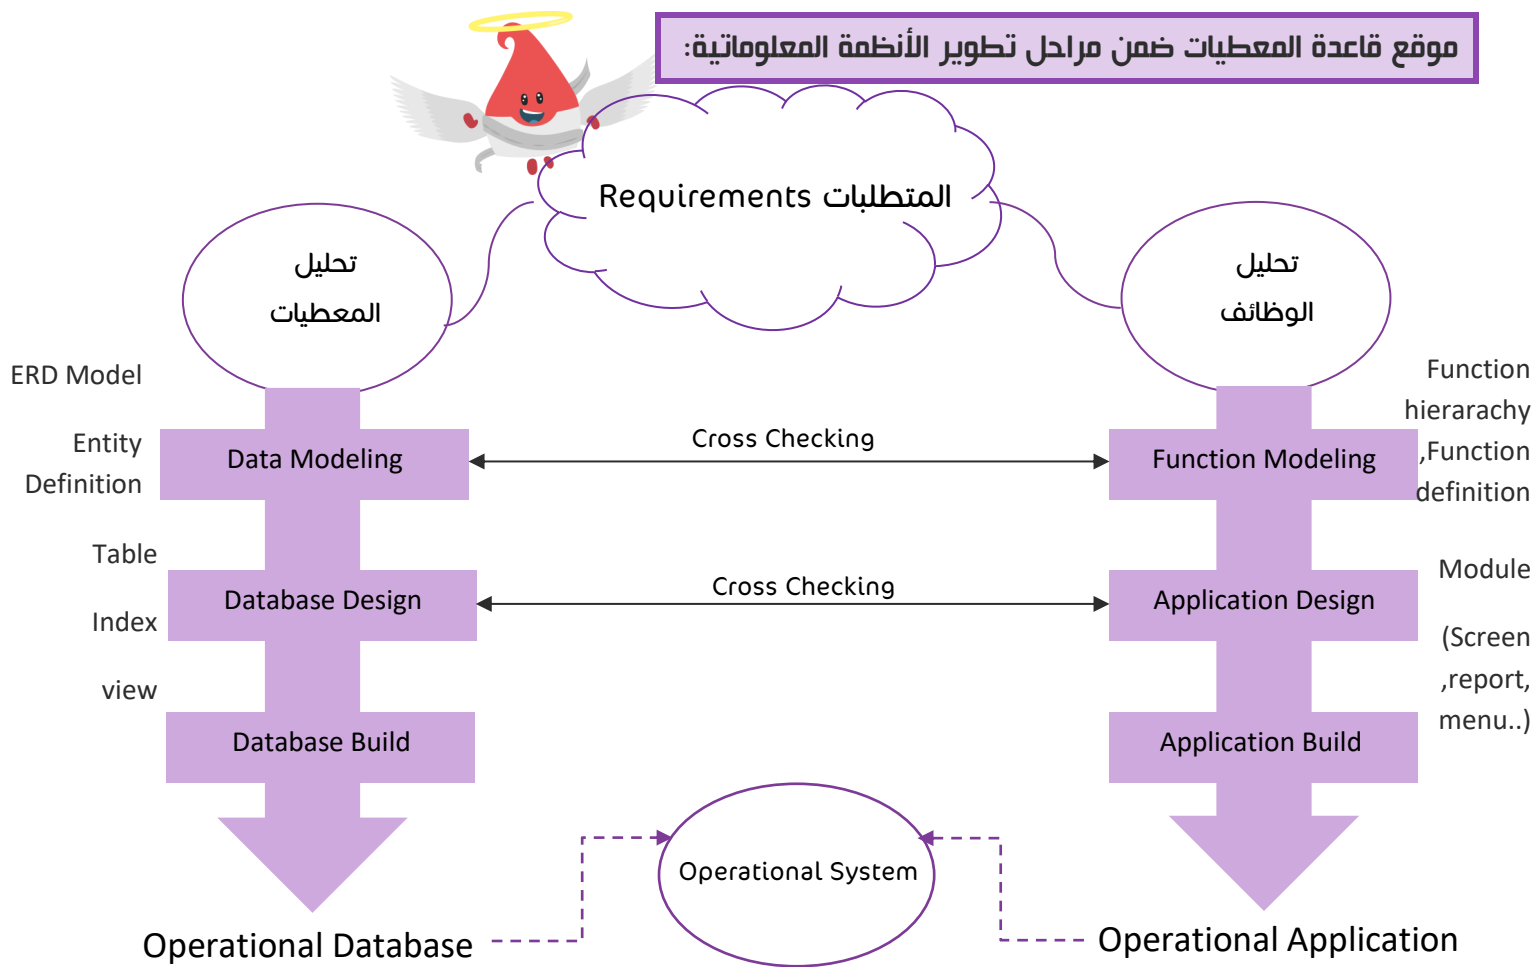 موقع قاعدة المعطيات ضمن مراحل تطوير الأنظمة المعلوماتية:
المتطلبات Requirements
تحليل
المعطيات
تحليل
الوظائف
ERD Model
Entity
Definition
Data Modeling
Cross Checking
Function Modeling
Function
hierarachy
,Function
definition
Table
Index
view
Database Design
Cross Checking
Application Design
Module
(Screen
,report,
menu..)
Database Build
Application Build
Operational System
Operational Database
Operational Application